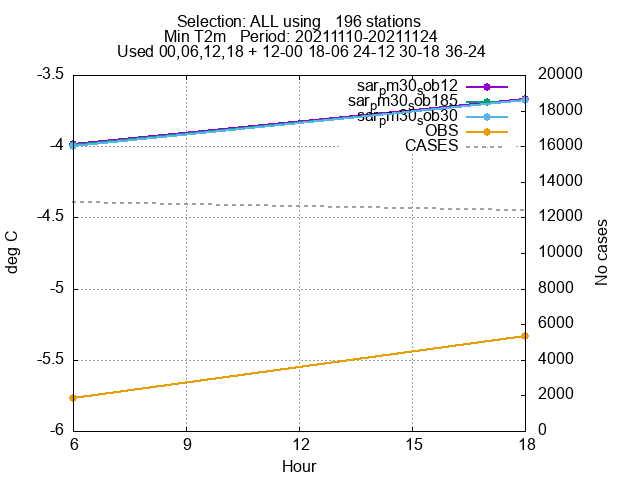 Selection: ALL using   196 stations
Min T2m   Period: 20211110-20211124
Used 00,06,12,18 + 12-00 18-06 24-12 30-18 36-24
-3.5
-4
-4.5
-5
-5.5
-6
deg C
sarpm30sob12
sarpm30sob185
sarpm30sob30
OBS
CASES
20000
18000
16000
14000
12000
10000
8000
6000
4000
2000
0
No cases
6 9 12 15 18
Hour